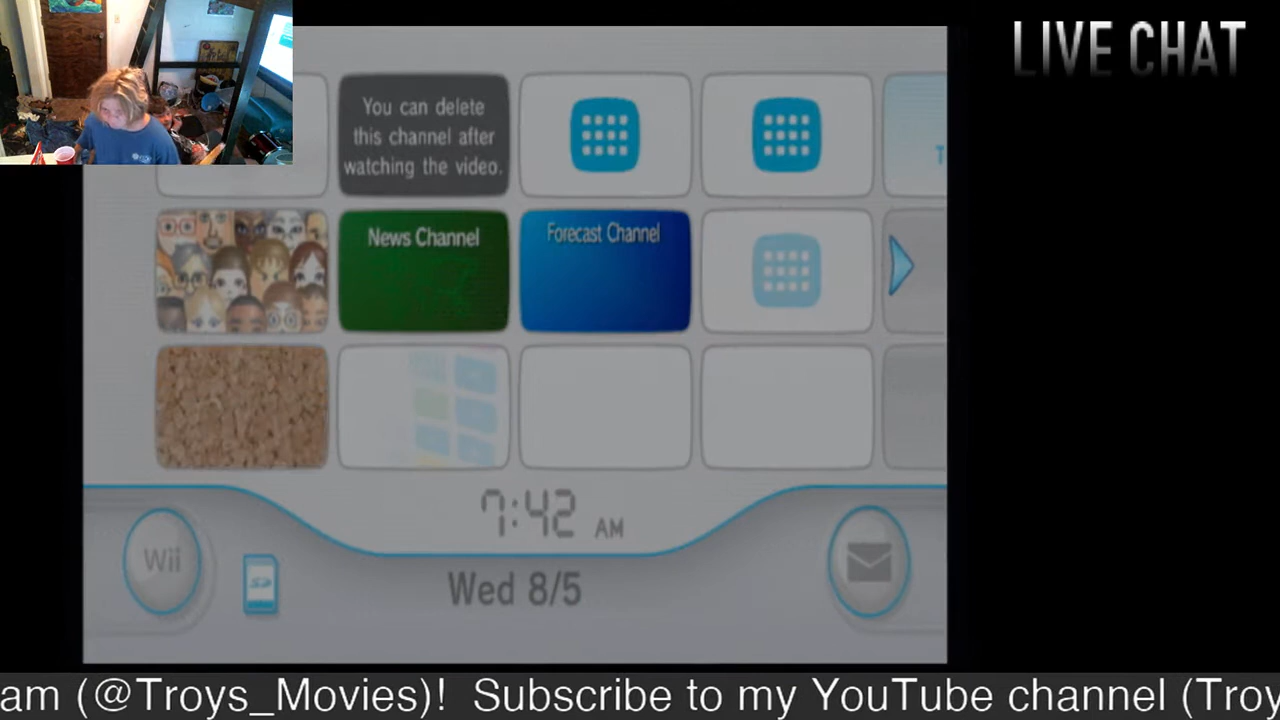 LIVE CHAT
You can delete
this channel after
watching the video.
T
News Channel
Forecast Channel
7:42 AM
Wii
SD
Wed 8/5
am (@Troys_Movies)!  Subscribe to my YouTube channel (Troy